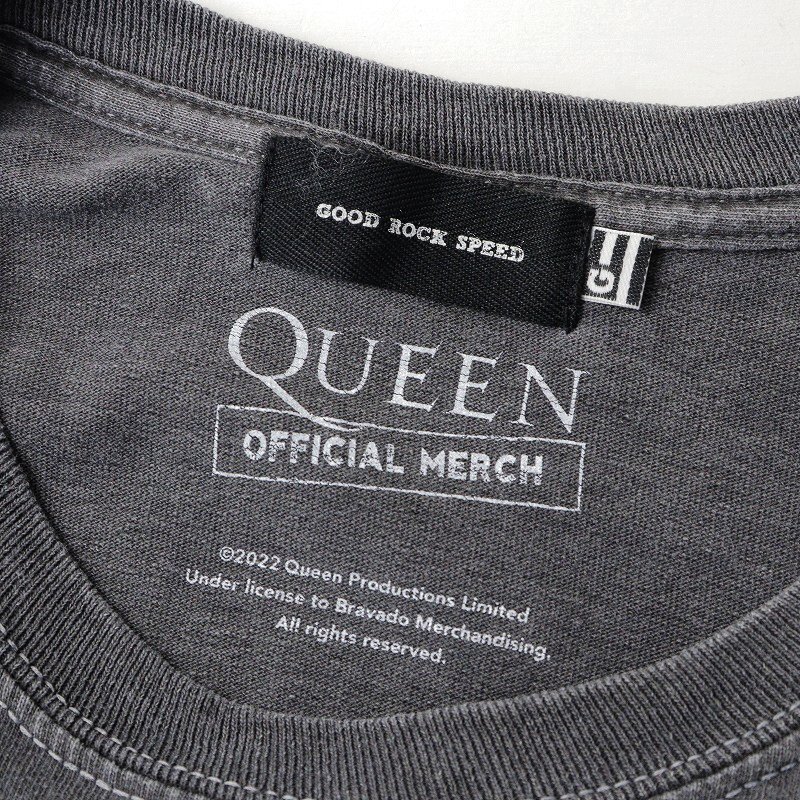 GOOD ROCK SPEED
G
QUEEN
OFFICIAL MERCH
©2022 Queen Productions Limited
Under license to Bravado Merchandising.
All rights reserved.